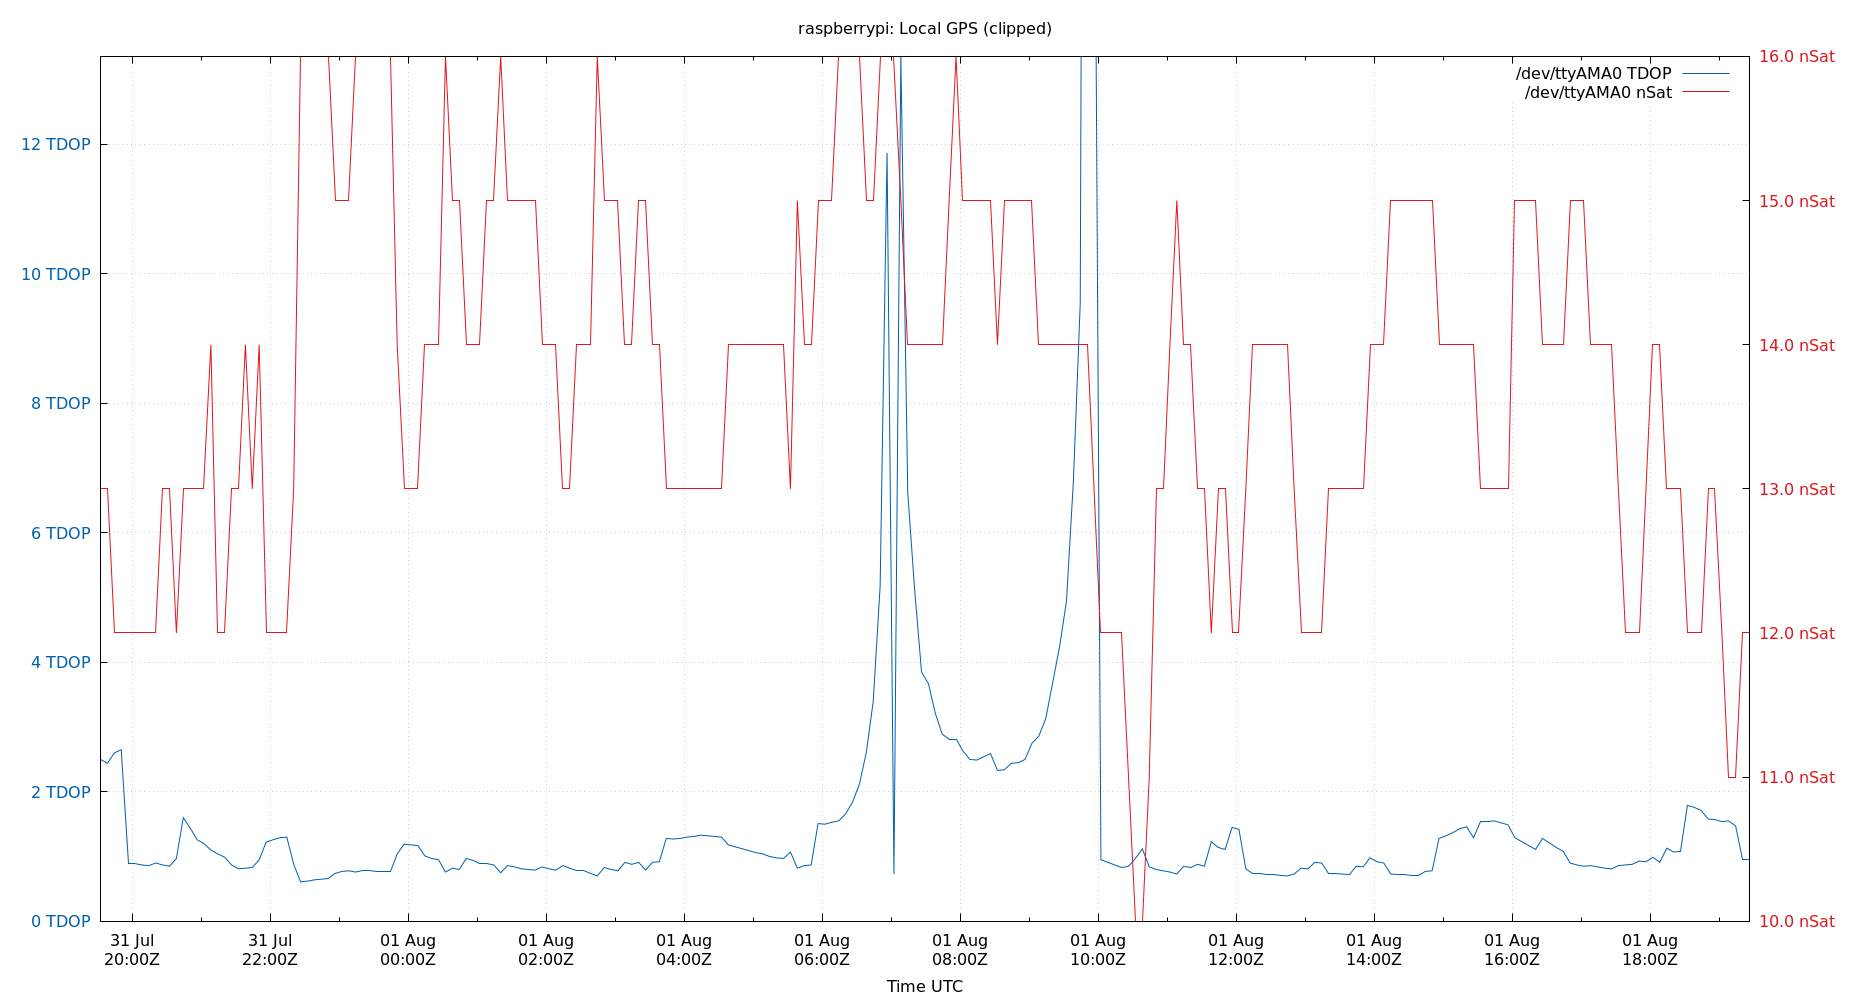 raspberrypi: Local GPS (clipped)
16.0 nSat
/dev/ttyAMA0 TDOP
/dev/ttyAMA0 nSat
12 TDOP
15.0 nSat
10 TDOP
14.0 nSat
8 TDOP
13.0 nSat
6 TDOP
12.0 nSat
4 TDOP
11.0 nSat
2 TDOP
0 TDOP
10.0 nSat
31 Jul 31 Jul 01 Aug 01 Aug 01 Aug 01 Aug 01 Aug 01 Aug 01 Aug 01 Aug 01 Aug 01 Aug
20:00Z 22:00Z 00:00Z 02:00Z 04:00Z 06:00Z 08:00Z 10:00Z 12:00Z 14:00Z 16:00Z 18:00Z
Time UTC